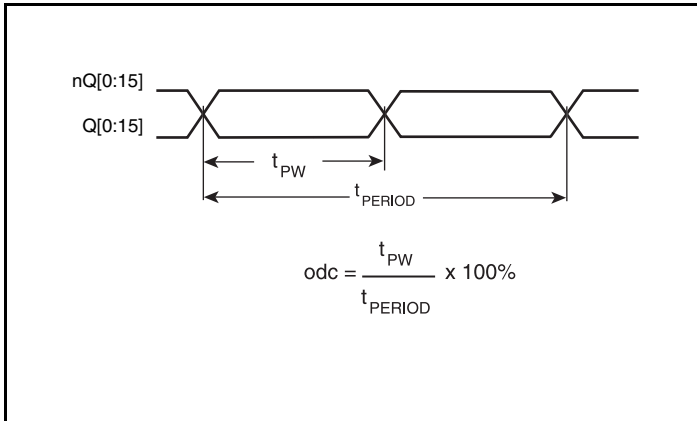 nQ[0:15]
Q[0:15]
tPW
tPERIOD
odc = tPW / tPERIOD x 100%